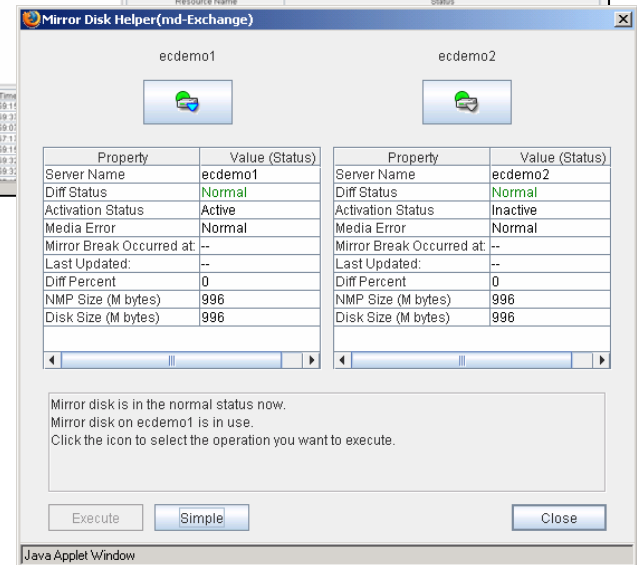 Resource Name Status
Mirror Disk Helper(md-Exchange)
ecdemo1 ecdemo2
Property Value (Status) Property Value (Status)
Server Name ecdemo1 Server Name ecdemo2
Diff Status Normal Diff Status Normal
Activation Status Active Activation Status Inactive
Media Error Normal Media Error Normal
Mirror Break Occurred at: -- Mirror Break Occurred at: --
Last Updated: -- Last Updated: --
Diff Percent 0 Diff Percent 0
NMP Size (M bytes) 996 NMP Size (M bytes) 996
Disk Size (M bytes) 996 Disk Size (M bytes) 996
Mirror disk is in the normal status now.
Mirror disk on ecdemo1 is in use.
Click the icon to select the operation you want to execute.
Execute Simple Close
Java Applet Window